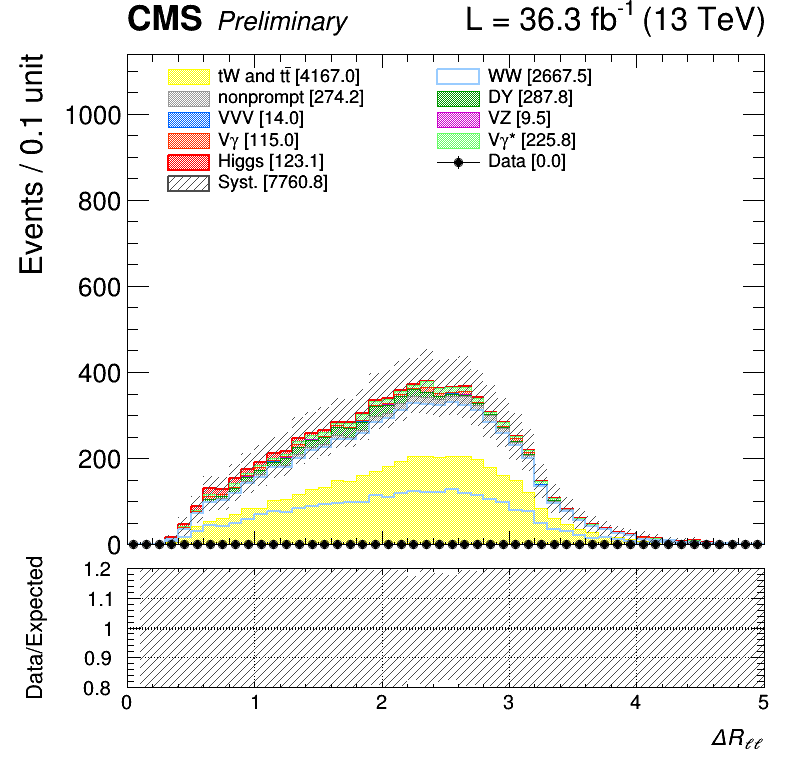 CMS Preliminary L = 36.3 fb⁻¹ (13 TeV)
Events / 0.1 unit
1000
800
600
400
200
0
tW and tt̄ [4167.0]
nonprompt [274.2]
VVV [14.0]
Vγ [115.0]
Higgs [123.1]
Syst. [7760.8]
WW [2667.5]
DY [287.8]
VZ [9.5]
Vγ* [225.8]
Data [0.0]
Data/Expected
1.2
1.1
1
0.9
0.8
0 1 2 3 4 5
ΔR_ℓℓ